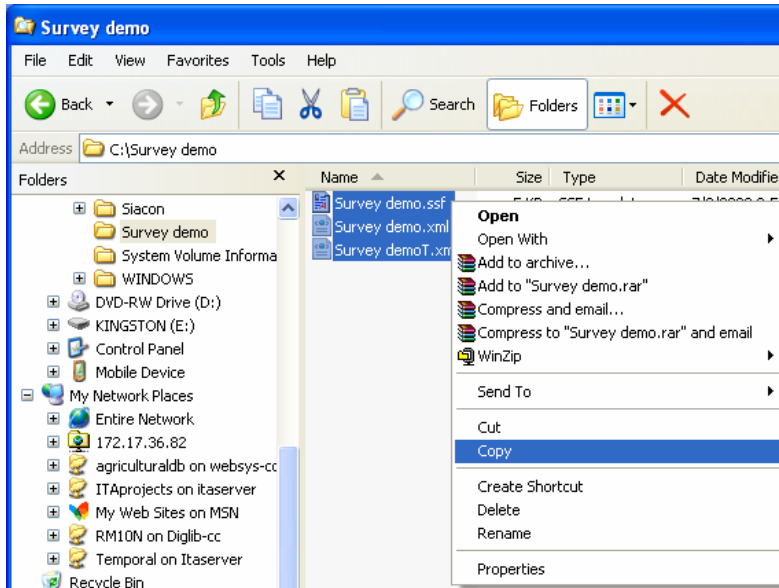 Survey demo
File Edit View Favorites Tools Help
Back Search Folders
Address C:\Survey demo
Folders X
Siacon
Survey demo
System Volume Informa
WINDOWS
DVD-RW Drive (D:)
KINGSTON (E:)
Control Panel
Mobile Device
My Network Places
Entire Network
172.17.36.82
agriculturaldb on websys-cc
ITAprojects on itaserver
My Web Sites on MSN
RM10N on Diglib-cc
Temporal on Itaserver
Recycle Bin
Name Size Type Date Modifie
Survey demo.ssf
Survey demo.xml
Survey demoT.xm
Open
Open With
Add to archive...
Add to "Survey demo.rar"
Compress and email...
Compress to "Survey demo.rar" and email
WinZip
Send To
Cut
Copy
Create Shortcut
Delete
Rename
Properties